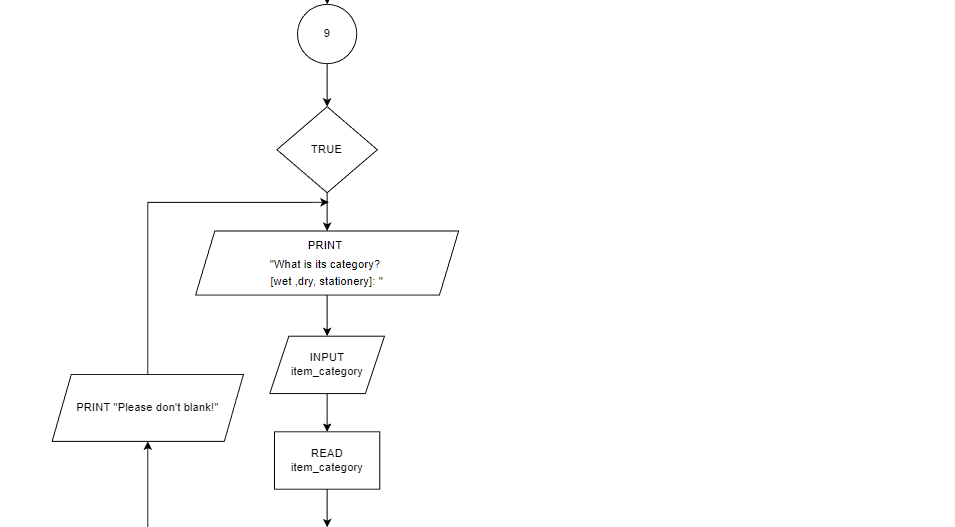 9
TRUE
PRINT
"What is its category?
[wet ,dry, stationery]: "
INPUT
item_category
PRINT "Please don't blank!"
READ
item_category